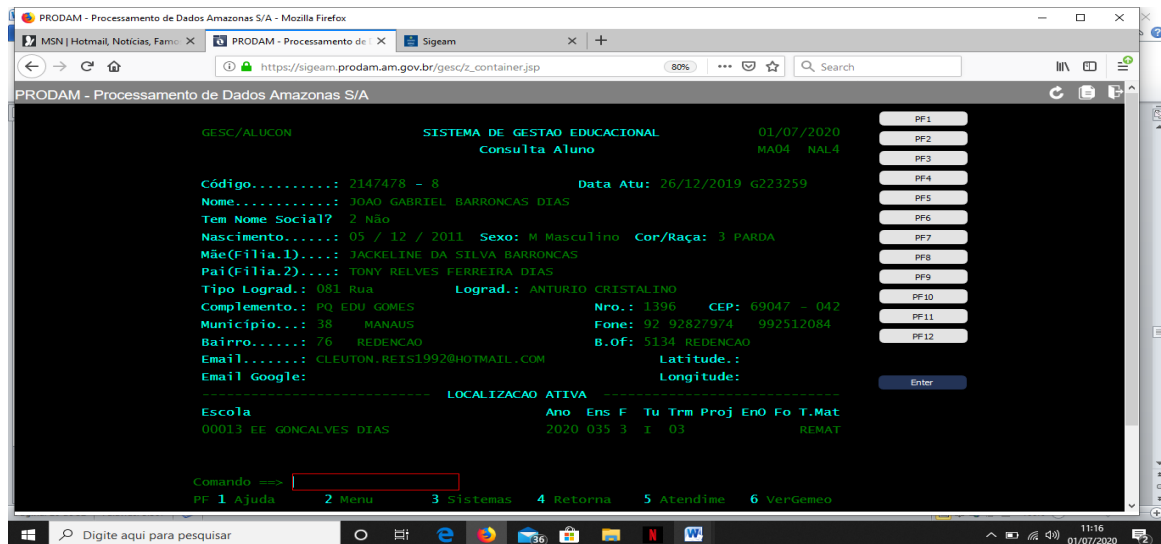 PRODAM - Processamento de Dados Amazonas S/A - Mozilla Firefox
MSN | Hotmail, Notícias, Famo
PRODAM - Processamento de
Sigeam
https://sigeam.prodam.am.gov.br/gesc/z_container.jsp
80%
Search
PRODAM - Processamento de Dados Amazonas S/A
GESC/ALUCON SISTEMA DE GESTAO EDUCACIONAL 01/07/2020
Consulta Aluno MA04 NAL4
Código..........: 2147478 - 8 Data Atu: 26/12/2019 G223259
Nome............: JOAO GABRIEL BARRONCAS DIAS
Tem Nome Social? 2 Não
Nascimento......: 05 / 12 / 2011 Sexo: M Masculino Cor/Raça: 3 PARDA
Mãe(Filia.1)....: JACKELINE DA SILVA BARRONCAS
Pai(Filia.2)....: TONY RELVES FERREIRA DIAS
Tipo Lograd.: 081 Rua Lograd.: ANTURIO CRISTALINO
Complemento.: PQ EDU GOMES Nro.: 1396 CEP: 69047 - 042
Município...: 38 MANAUS Fone: 92 92827974 992512084
Bairro......: 76 REDENCAO B.Of: 5134 REDENCAO
Email.......: CLEUTON.REIS1992@HOTMAIL.COM Latitude.:
Email Google: Longitude:
---------------------------- LOCALIZACAO ATIVA -----------------------------
Escola Ano Ens F Tu Trm Proj EnO Fo T.Mat
00013 EE GONCALVES DIAS 2020 035 3 I 03 REMAT
Comando ==>
PF 1 Ajuda 2 Menu 3 Sistemas 4 Retorna 5 Atendime 6 VerGemeo
PF1
PF2
PF3
PF4
PF5
PF6
PF7
PF8
PF9
PF10
PF11
PF12
Enter
Digite aqui para pesquisar
36
N
W
11:16
01/07/2020
2